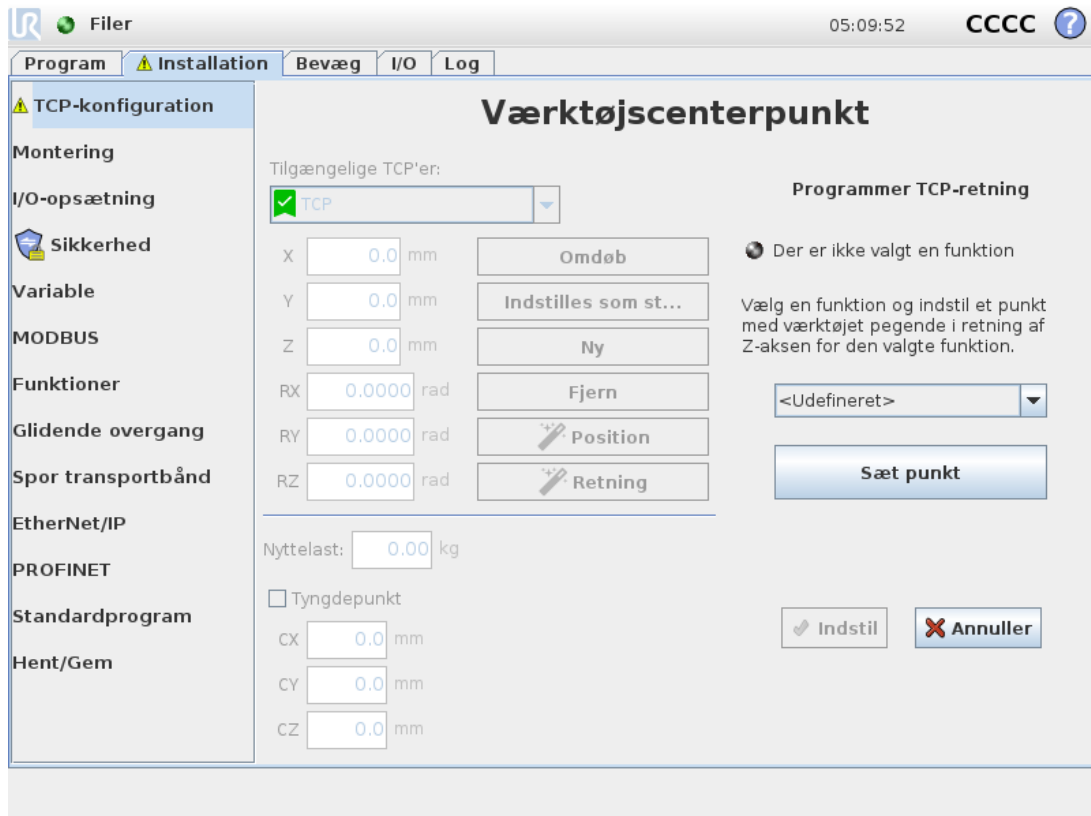 UR
Filer
05:09:52
CCCC
?
Program
Installation
Bevæg
I/O
Log
TCP-konfiguration
Montering
I/O-opsætning
Sikkerhed
Variable
MODBUS
Funktioner
Glidende overgang
Spor transportbånd
EtherNet/IP
PROFINET
Standardprogram
Hent/Gem
Værktøjscenterpunkt
Tilgængelige TCP'er:
TCP
X 0.0 mm
Omdøb
Y 0.0 mm
Indstilles som st...
Z 0.0 mm
Ny
RX 0.0000 rad
Fjern
RY 0.0000 rad
Position
RZ 0.0000 rad
Retning
Nyttelast: 0.00 kg
Tyngdepunkt
CX 0.0 mm
CY 0.0 mm
CZ 0.0 mm
Programmer TCP-retning
Der er ikke valgt en funktion
Vælg en funktion og indstil et punkt
med værktøjet pegende i retning af
Z-aksen for den valgte funktion.
<Udefineret>
Sæt punkt
Indstil
Annuller